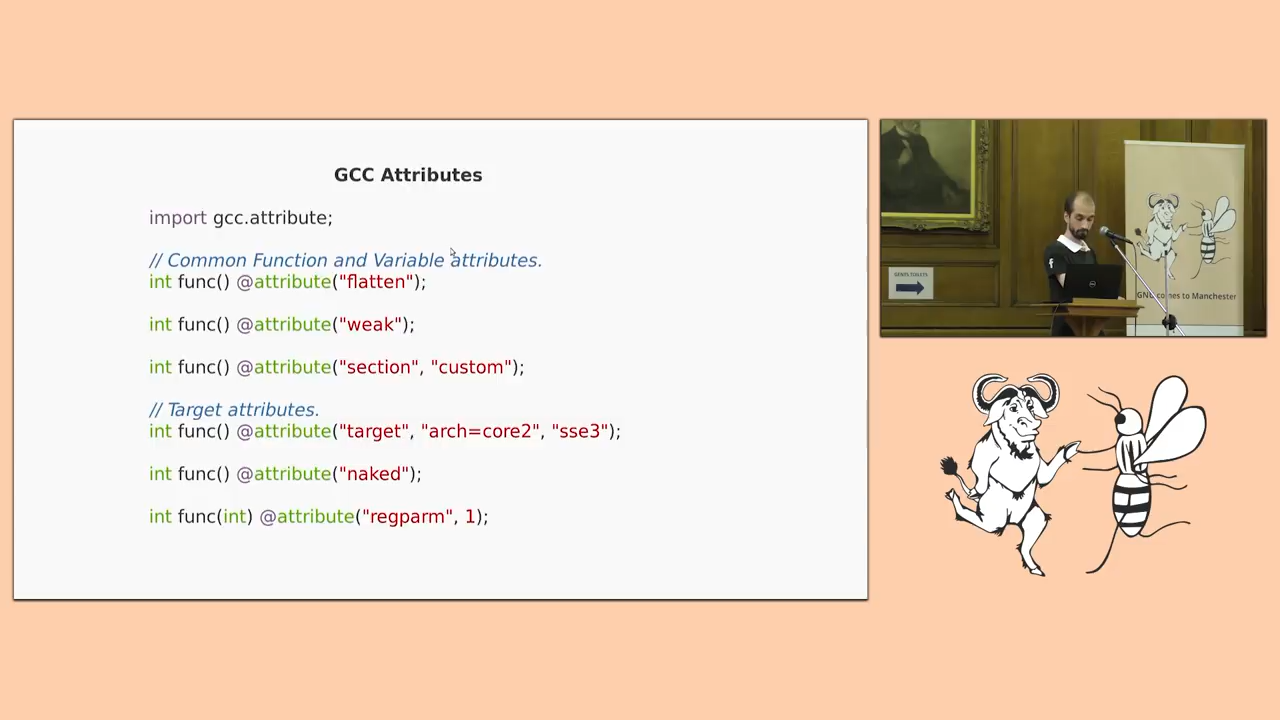 GCC Attributes
import gcc.attribute;
// Common Function and Variable attributes.
int func() @attribute("flatten");
int func() @attribute("weak");
int func() @attribute("section", "custom");
// Target attributes.
int func() @attribute("target", "arch=core2", "sse3");
int func() @attribute("naked");
int func(int) @attribute("regparm", 1);
GENTS TOILETS
GNU comes to Manchester